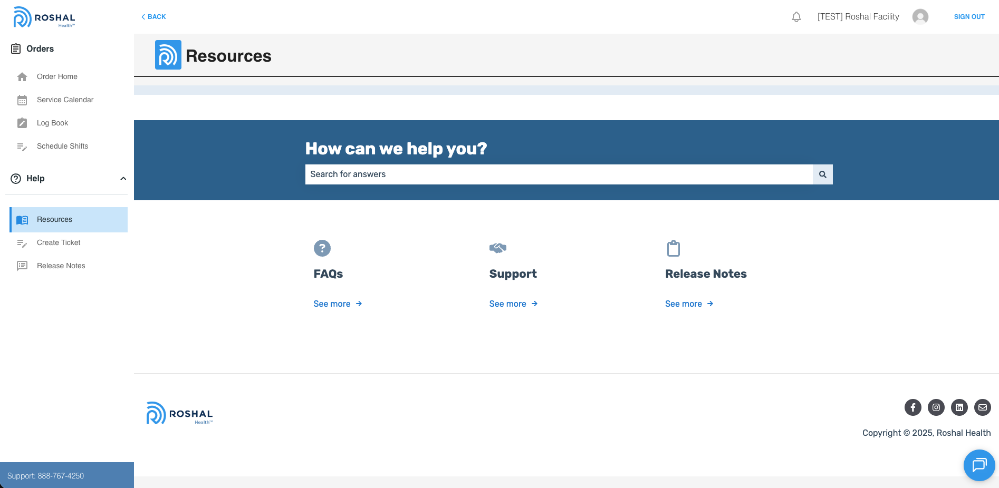 ROSHAL
Health™
BACK
[TEST] Roshal Facility
SIGN OUT
Orders
Order Home
Service Calendar
Log Book
Schedule Shifts
Help
Resources
Create Ticket
Release Notes
Support: 888-767-4250
Resources
How can we help you?
Search for answers
FAQs
See more
Support
See more
Release Notes
See more
ROSHAL
Health™
Copyright © 2025, Roshal Health